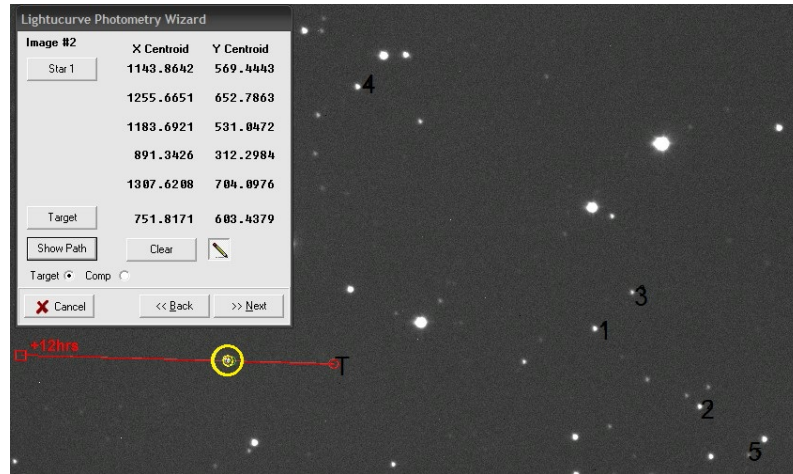 Lightucurve Photometry Wizard
Image #2
X Centroid Y Centroid
Star 1 1143.8642 569.4443
1255.6651 652.7863
1183.6921 531.0472
891.3426 312.2984
1307.6208 704.0976
Target 751.8171 603.4379
Show Path Clear
Target Comp
Cancel << Back >> Next
4
3
1
+12hrs
T
2
5